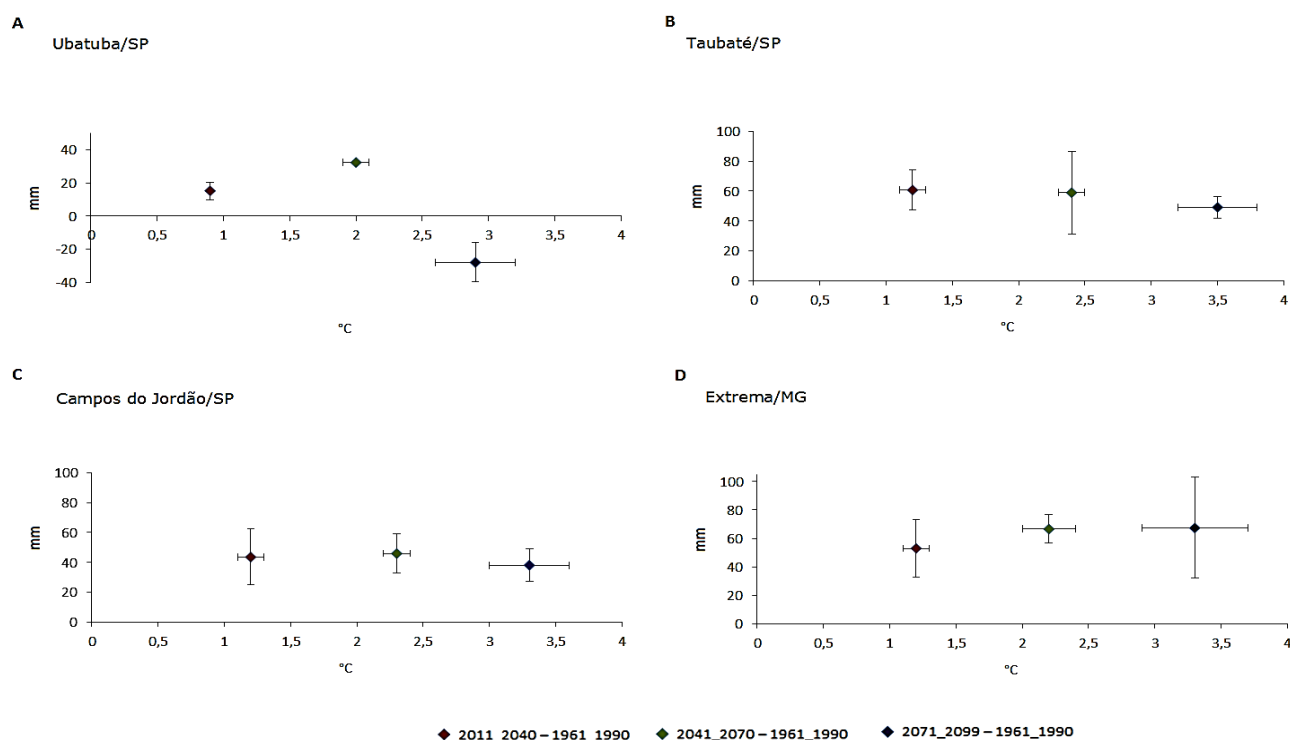 A
Ubatuba/SP
40
20
0
-20
-40
mm
0 0,5 1 1,5 2 2,5 3 3,5 4
°C
B
Taubaté/SP
100
80
60
40
20
0
mm
0 0,5 1 1,5 2 2,5 3 3,5 4
°C
C
Campos do Jordão/SP
100
80
60
40
20
0
mm
0 0,5 1 1,5 2 2,5 3 3,5 4
°C
D
Extrema/MG
100
80
60
40
20
0
mm
0 0,5 1 1,5 2 2,5 3 3,5 4
°C
2011_2040 – 1961_1990 2041_2070 – 1961_1990 2071_2099 – 1961_1990